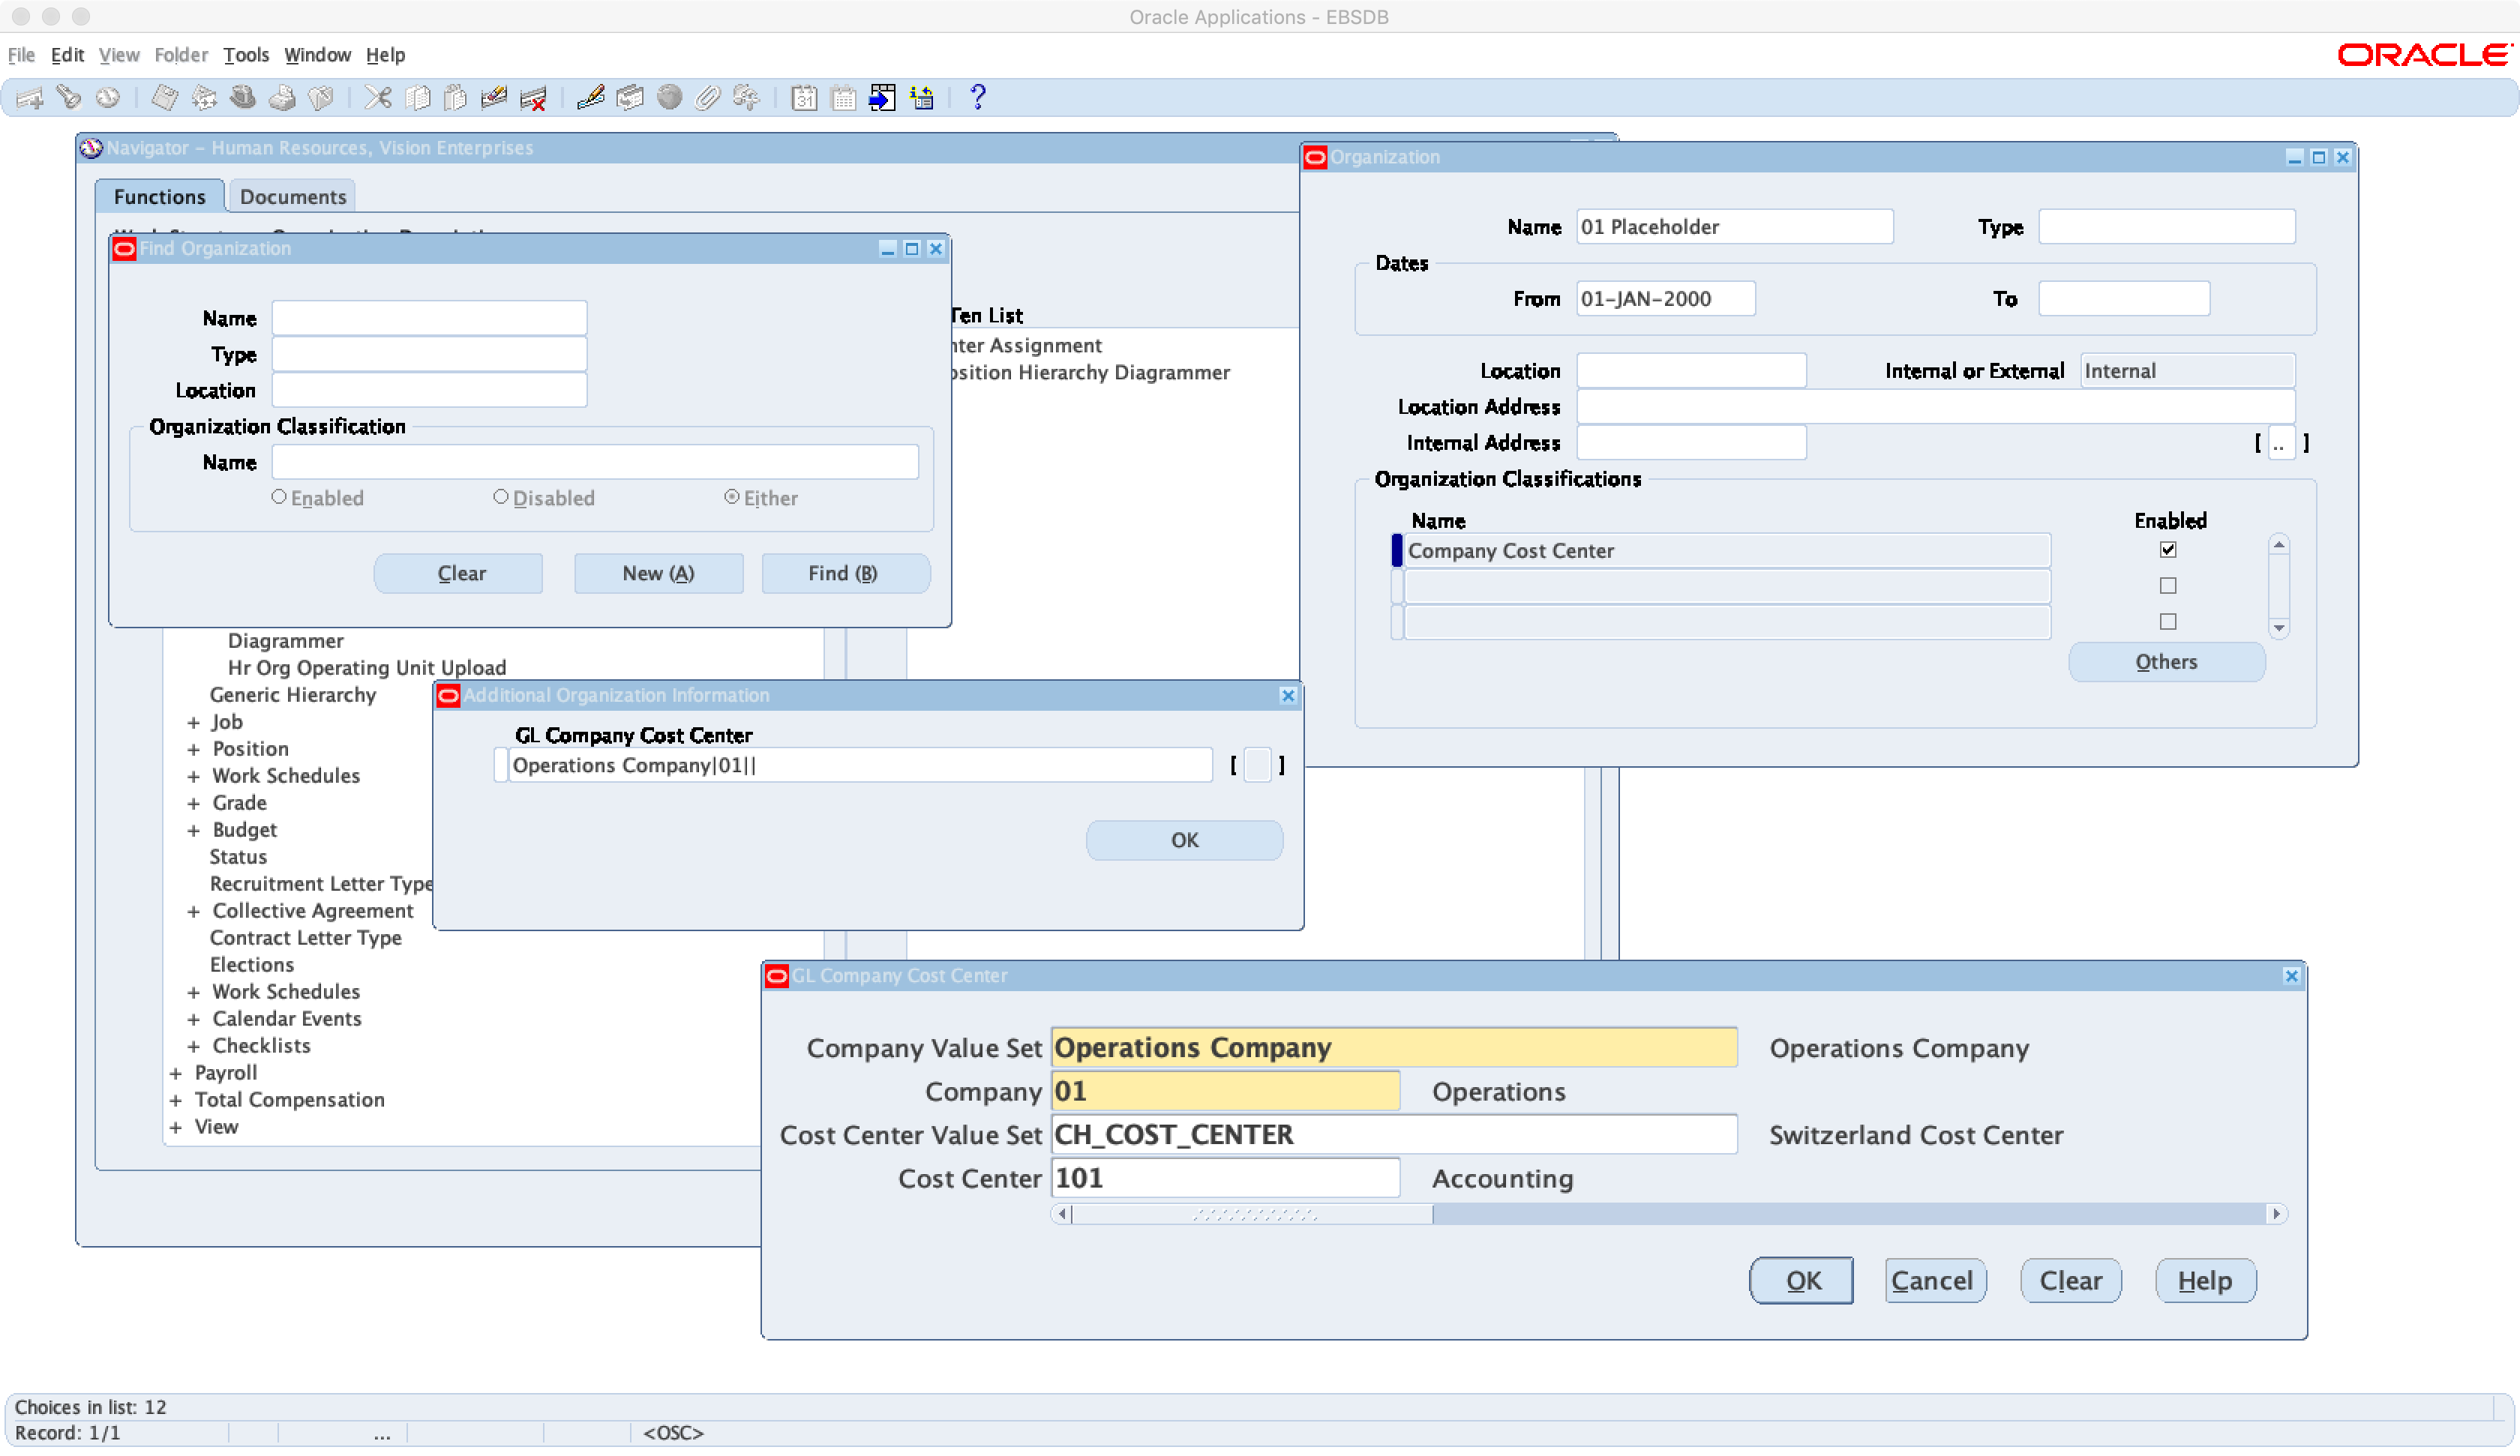 Oracle Applications - EBSDB
File Edit View Folder Tools Window Help
ORACLE
Navigator – Human Resources, Vision Enterprises
Functions Documents
Find Organization
Name
Type
Location
Organization Classification
Name
Enabled Disabled Either
Clear New (A) Find (B)
Ten List
nter Assignment
osition Hierarchy Diagrammer
Organization
Name 01 Placeholder Type
Dates
From 01-JAN-2000 To
Location Internal or External Internal
Location Address
Internal Address [ .. ]
Organization Classifications
Name Enabled
Company Cost Center
Others
Diagrammer
Hr Org Operating Unit Upload
Generic Hierarchy
+ Job
+ Position
+ Work Schedules
+ Grade
+ Budget
Status
Recruitment Letter Type
+ Collective Agreement
Contract Letter Type
Elections
+ Work Schedules
+ Calendar Events
+ Checklists
+ Payroll
+ Total Compensation
+ View
Additional Organization Information
GL Company Cost Center
Operations Company|01|| [ ]
OK
GL Company Cost Center
Company Value Set Operations Company Operations Company
Company 01 Operations
Cost Center Value Set CH_COST_CENTER Switzerland Cost Center
Cost Center 101 Accounting
OK Cancel Clear Help
Choices in list: 12
Record: 1/1 ... <OSC>